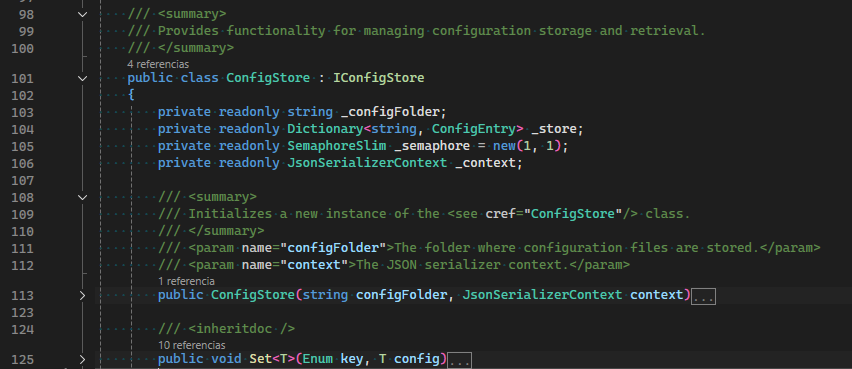 98 /// <summary>
99 /// Provides functionality for managing configuration storage and retrieval.
100 /// </summary>
4 referencias
101 public class ConfigStore : IConfigStore
102 {
103 private readonly string _configFolder;
104 private readonly Dictionary<string, ConfigEntry> _store;
105 private readonly SemaphoreSlim _semaphore = new(1, 1);
106 private readonly JsonSerializerContext _context;
107
108 /// <summary>
109 /// Initializes a new instance of the <see cref="ConfigStore"/> class.
110 /// </summary>
111 /// <param name="configFolder">The folder where configuration files are stored.</param>
112 /// <param name="context">The JSON serializer context.</param>
1 referencia
113 public ConfigStore(string configFolder, JsonSerializerContext context)...
123
124 /// <inheritdoc />
10 referencias
125 public void Set<T>(Enum key, T config)...